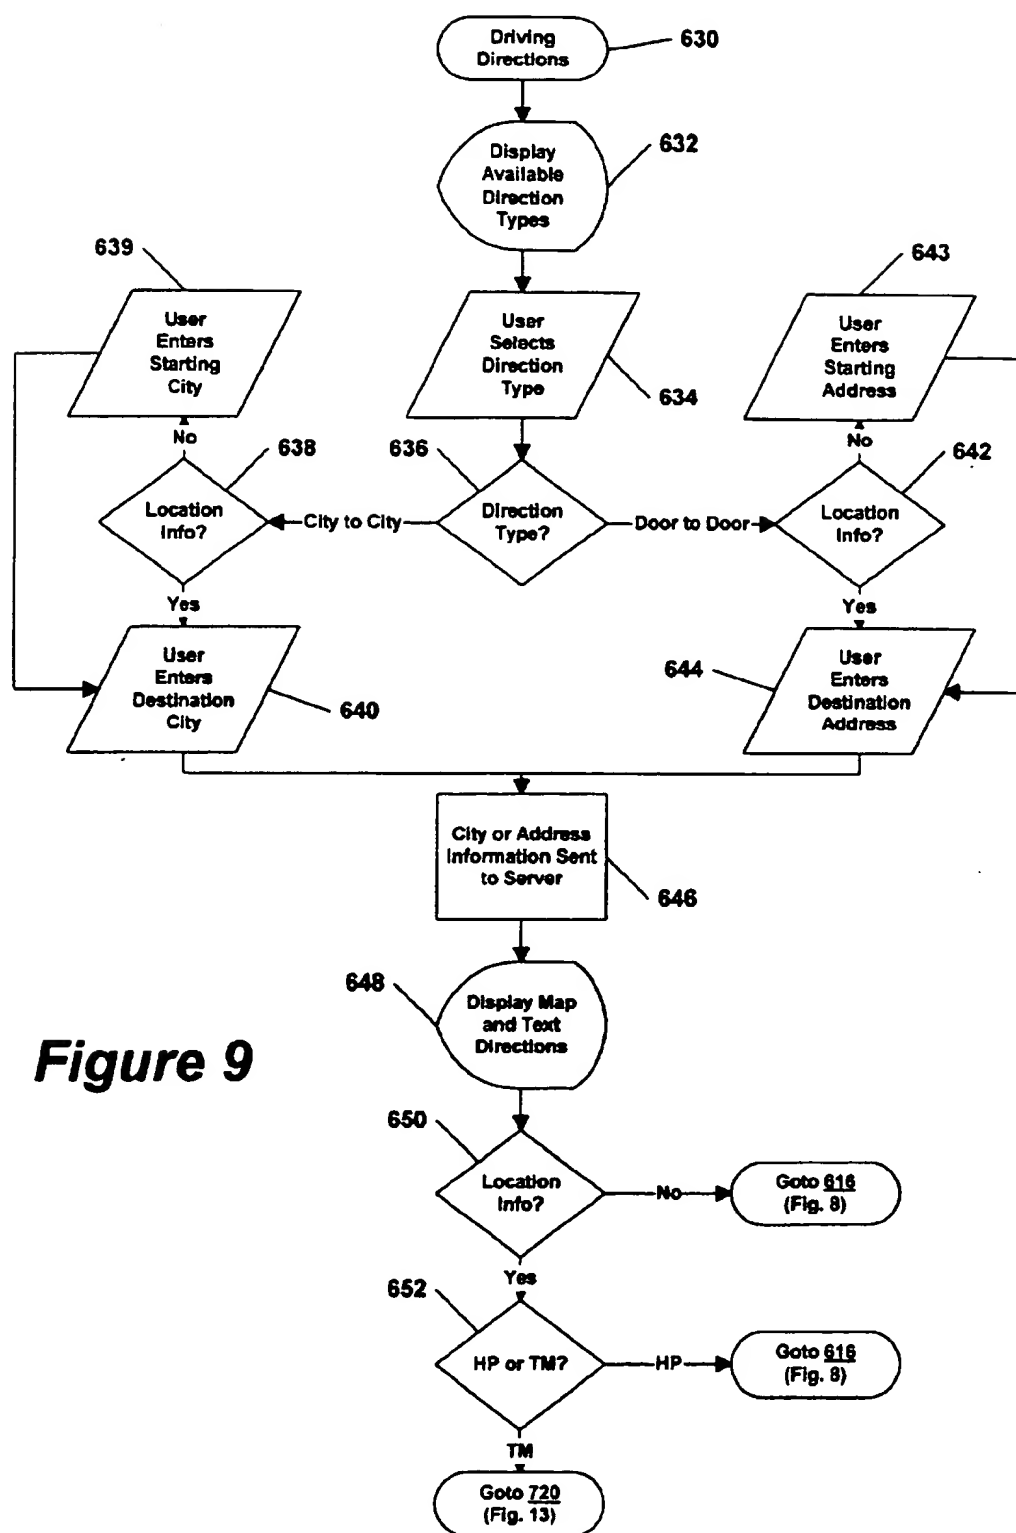 Driving
Directions
630
Display
Available
Direction
Types
632
639
643
User
Enters
Starting
City
User
Selects
Direction
Type
634
User
Enters
Starting
Address
No
638
636
No
642
Location
Info?
City to City
Direction
Type?
Door to Door
Location
Info?
Yes
Yes
User
Enters
Destination
City
640
644
User
Enters
Destination
Address
City or Address
Information Sent
to Server
646
648
Display Map
and Text
Directions
Figure 9
650
Location
Info?
No
Goto 616
(Fig. 8)
Yes
652
HP or TM?
HP
Goto 616
(Fig. 8)
TM
Goto 720
(Fig. 13)